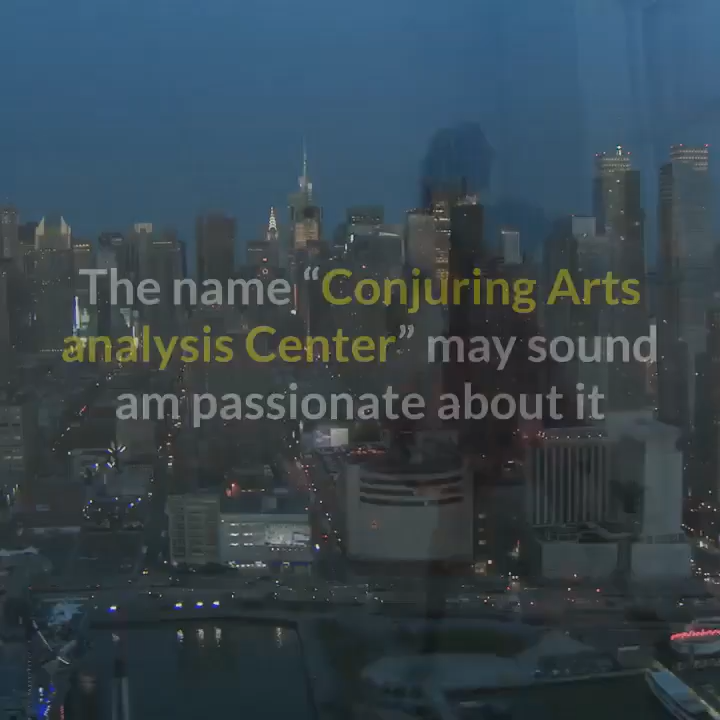 The name “Conjuring Arts
analysis Center” may sound
am passionate about it